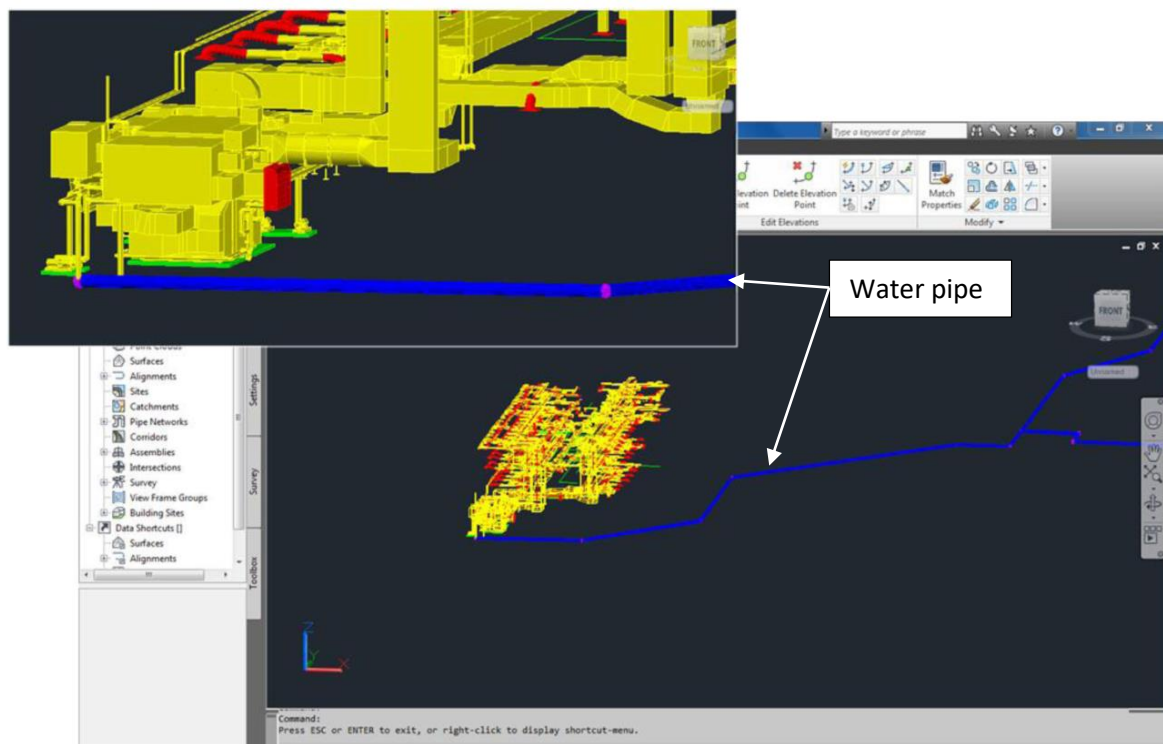 FRONT
Unnamed
Type a keyword or phrase
Elevation
Delete Elevation
Point
Match
Properties
Edit Elevations
Modify
Water pipe
FRONT
Unnamed
Point Clouds
Surfaces
Alignments
Sites
Catchments
Pipe Networks
Corridors
Assemblies
Intersections
Survey
View Frame Groups
Building Sites
Data Shortcuts []
Surfaces
Alignments
Settings
Survey
Toolbox
Z
Y
X
Command:
Press ESC or ENTER to exit, or right-click to display shortcut-menu.